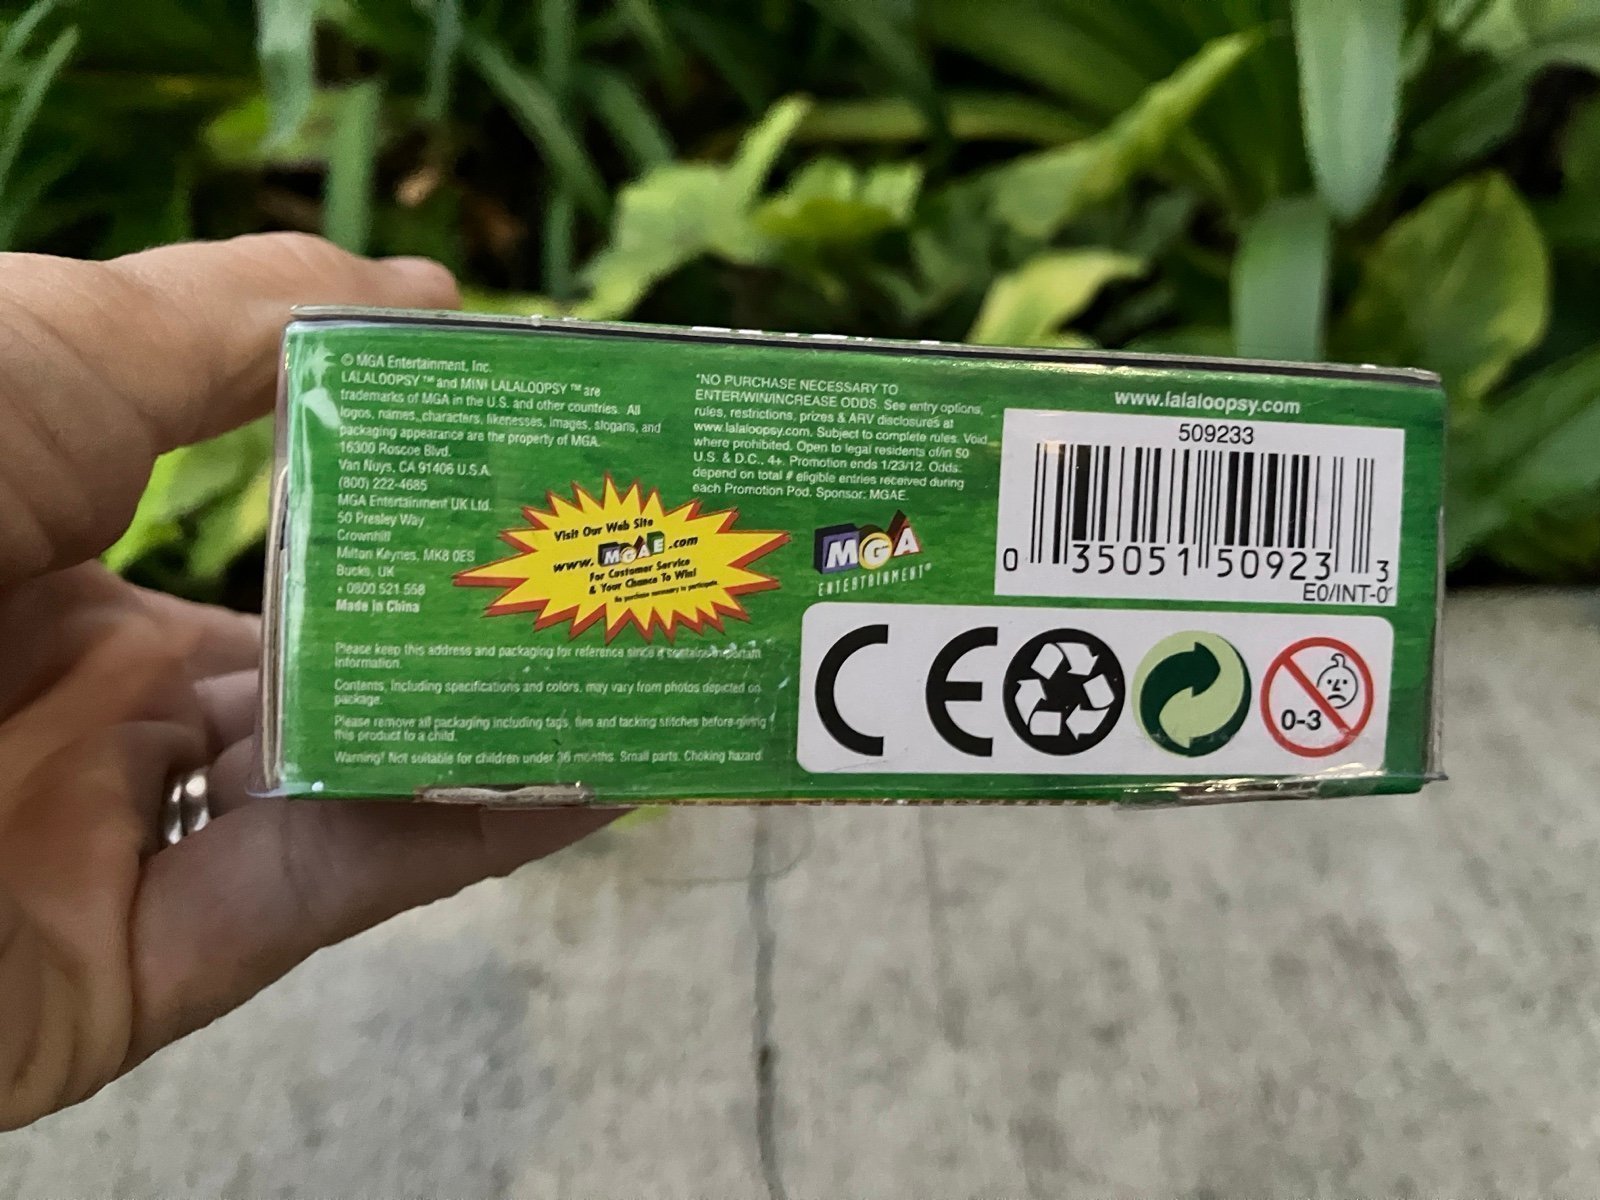 © MGA Entertainment, Inc.
LALALOOPSY ™ and MINI LALALOOPSY ™ are
trademarks of MGA in the U.S. and other countries. All
logos, names, characters, likenesses, images, slogans, and
packaging appearance are the property of MGA.
16300 Roscoe Blvd.
Van Nuys, CA 91406 U.S.A.
(800) 222-4685
MGA Entertainment UK Ltd.
50 Presley Way
Crownhill
Milton Keynes, MK8 0ES
Bucks, UK
+ 0800 521 558
Made in China
Visit Our Web Site
www. MGAE .com
For Customer Service
& Your Chance To Win!
No purchase necessary to participate.
Please keep this address and packaging for reference since it contains important
information.
Contents, including specifications and colors, may vary from photos depicted on
package.
Please remove all packaging including tags, ties and tacking stitches before giving
this product to a child.
Warning! Not suitable for children under 36 months. Small parts. Choking hazard.
*NO PURCHASE NECESSARY TO
ENTER/WIN/INCREASE ODDS. See entry options,
rules, restrictions, prizes & ARV disclosures at
www.lalaloopsy.com. Subject to complete rules. Void
where prohibited. Open to legal residents of/in 50
U.S. & D.C., 4+. Promotion ends 1/23/12. Odds:
depend on total # eligible entries received during
each Promotion Pod. Sponsor: MGAE.
MGA
ENTERTAINMENT®
www.lalaloopsy.com
509233
0 35051 50923 3
E0/INT-0
CE
0-3